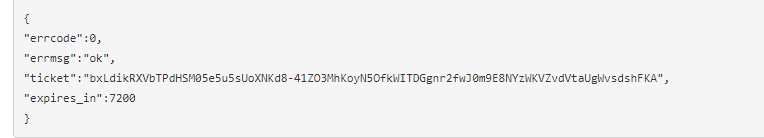 {
"errcode":0,
"errmsg":"ok",
"ticket":"bxLdikRXVbTPdHSM05e5u5sUoXNKd8-41ZO3MhKoyN5OfkWITDGgnr2fwJ0m9E8NYzWKVZvdVtaUgWvsdshFKA",
"expires_in":7200
}